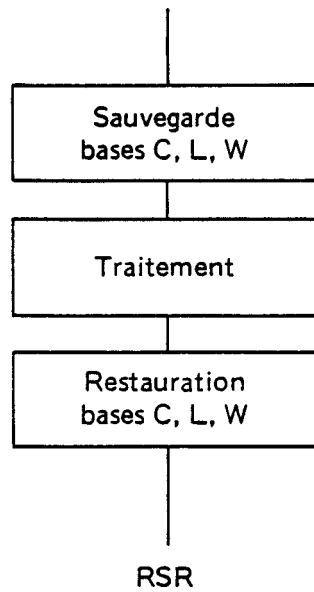 Sauvegarde
bases C, L, W
Traitement
Restauration
bases C, L, W
RSR